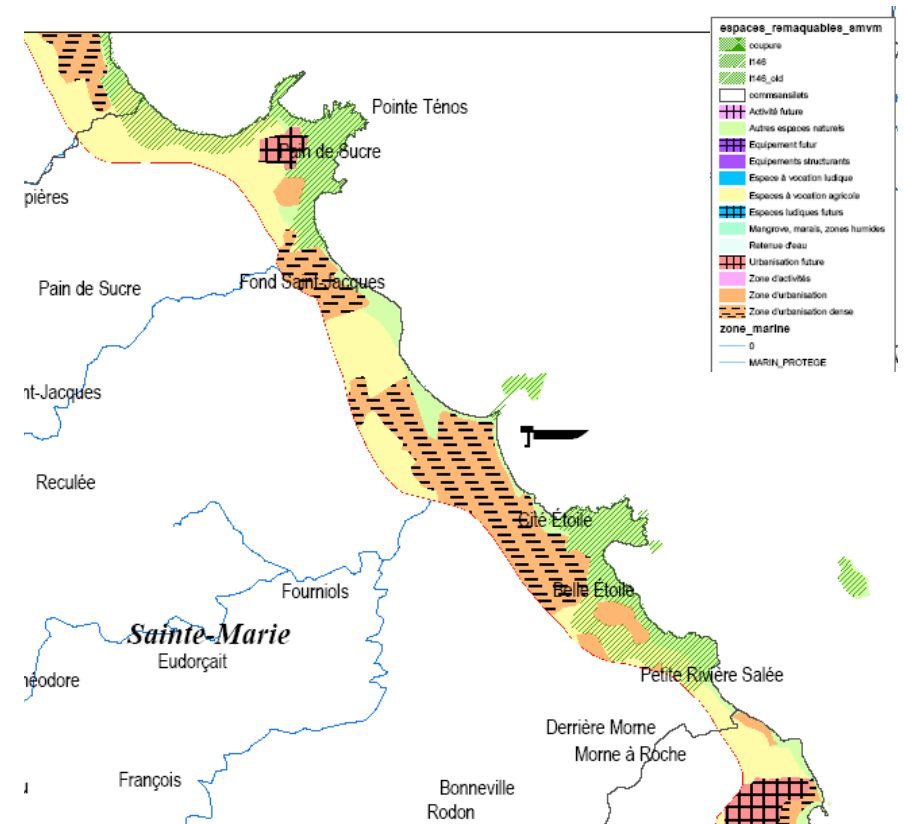 espaces_remaquables_smvm
coupure
l146
l146_old
commsansilets
Activité future
Autres espaces naturels
Equipement futur
Equipements structurants
Espace à vocation ludique
Espaces à vocation agricole
Espaces ludiques futurs
Mangrove, marais, zones humides
Retenue d'eau
Urbanisation future
Zone d'activités
Zone d'urbanisation
Zone d'urbanisation dense
zone_marine
0
MARIN_PROTEGE
Pointe Ténos
Pain de Sucre
pières
Fond Saint-Jacques
Pain de Sucre
nt-Jacques
Reculée
Cité Étoile
Fourniols
Belle Étoile
Sainte-Marie
Eudorçait
héodore
Petite Rivière Salée
Derrière Morne
Morne à Roche
François
Bonneville
Rodon